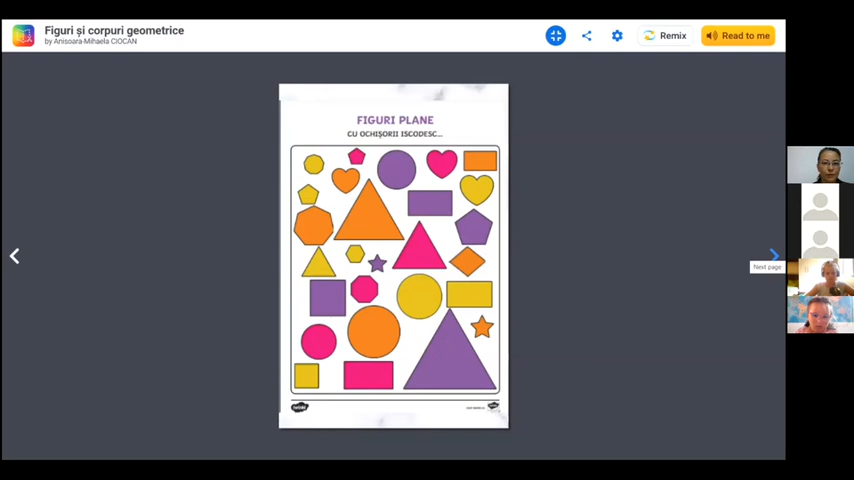 Figuri și corpuri geometrice
by Anisoara-Mihaela CIOCAN
Remix
Read to me
FIGURI PLANE
CU OCHIȘORII ISCODESC...
Next page